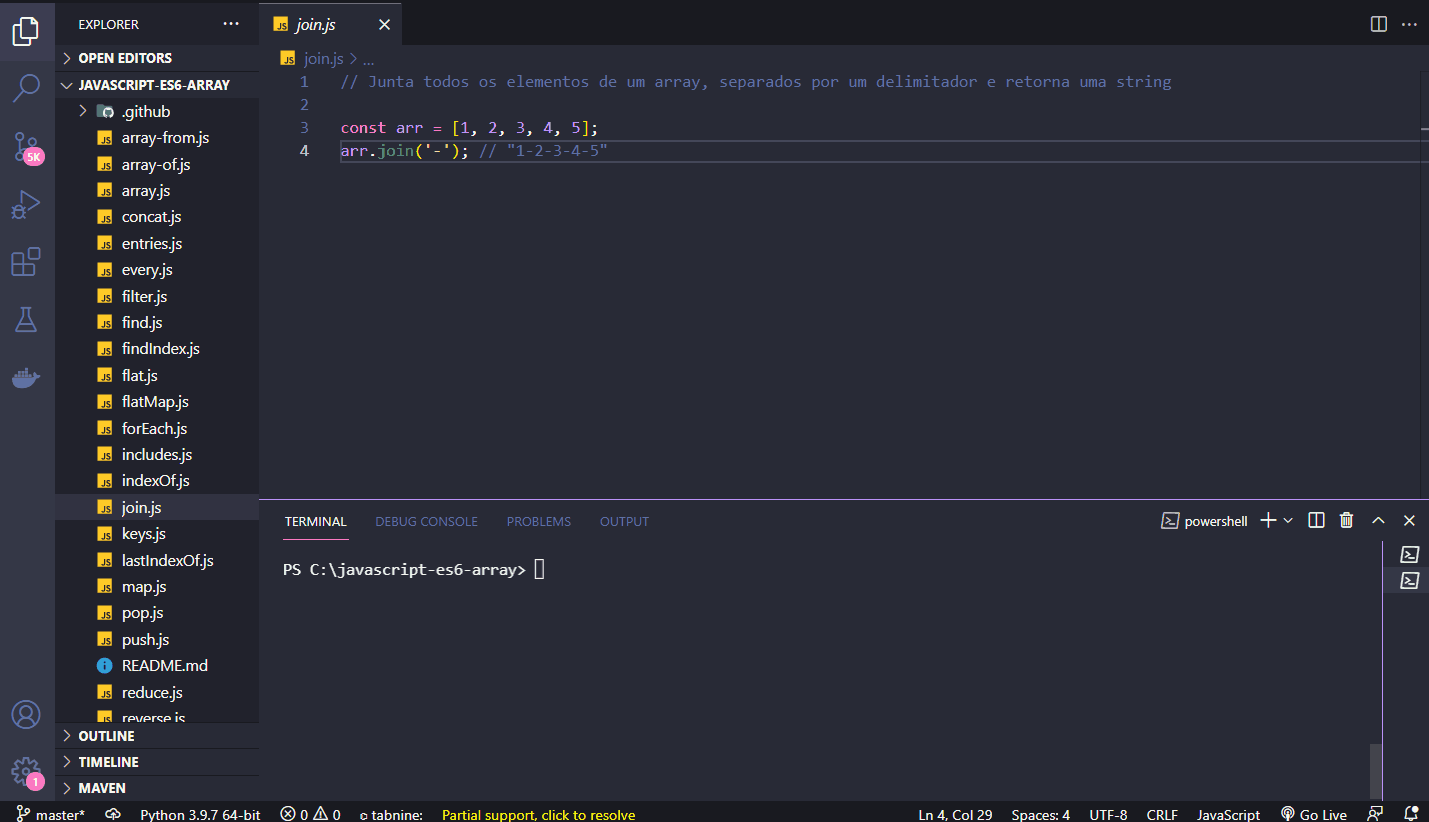 EXPLORER
OPEN EDITORS
JAVASCRIPT-ES6-ARRAY
.github
array-from.js
array-of.js
array.js
concat.js
entries.js
every.js
filter.js
find.js
findIndex.js
flat.js
flatMap.js
forEach.js
includes.js
indexOf.js
join.js
keys.js
lastIndexOf.js
map.js
pop.js
push.js
README.md
reduce.js
reverse.js
OUTLINE
TIMELINE
MAVEN
5K
1
join.js
join.js > ...
1 // Junta todos os elementos de um array, separados por um delimitador e retorna uma string
2
3 const arr = [1, 2, 3, 4, 5];
4 arr.join('-'); // "1-2-3-4-5"
TERMINAL DEBUG CONSOLE PROBLEMS OUTPUT powershell
PS C:\javascript-es6-array>
master* Python 3.9.7 64-bit 0 0 tabnine: Partial support, click to resolve Ln 4, Col 29 Spaces: 4 UTF-8 CRLF JavaScript Go Live